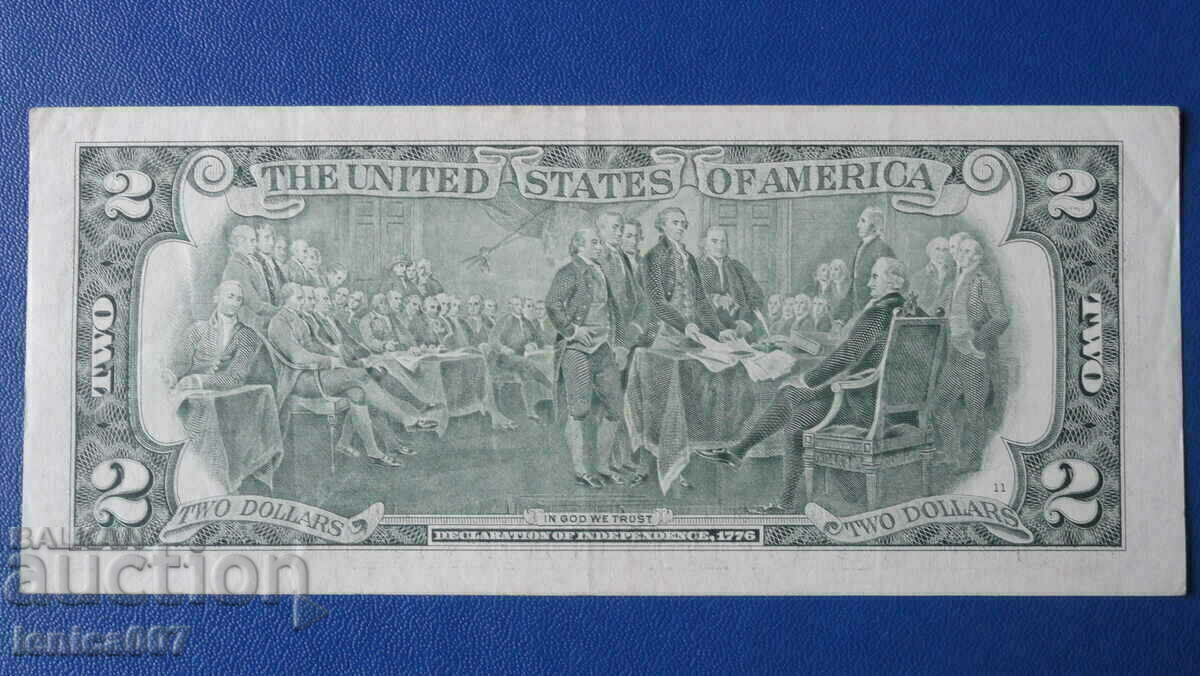 2 THE UNITED STATES OF AMERICA 2
TWO
TWO
11
2 TWO DOLLARS
TWO DOLLARS 2
IN GOD WE TRUST
DECLARATION OF INDEPENDENCE, 1776
BALKAN
auction
lenica007